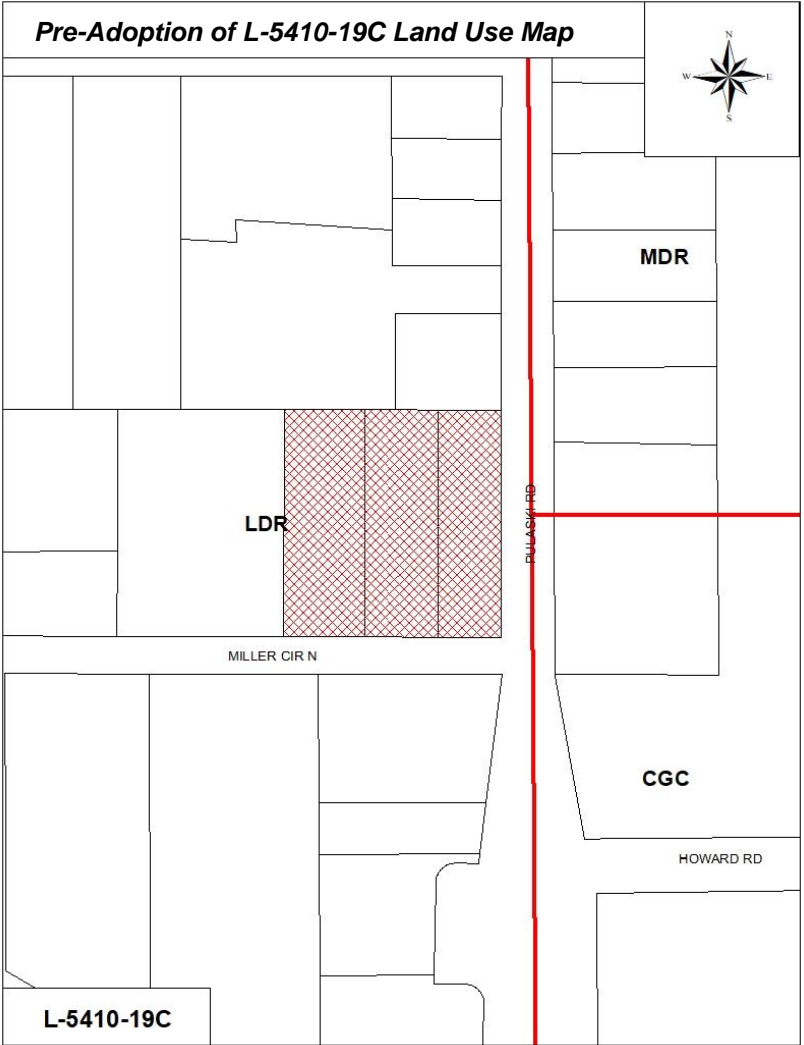 Pre-Adoption of L-5410-19C Land Use Map
N
W E
S
MDR
PULASKI RD
LDR
MILLER CIR N
CGC
HOWARD RD
L-5410-19C